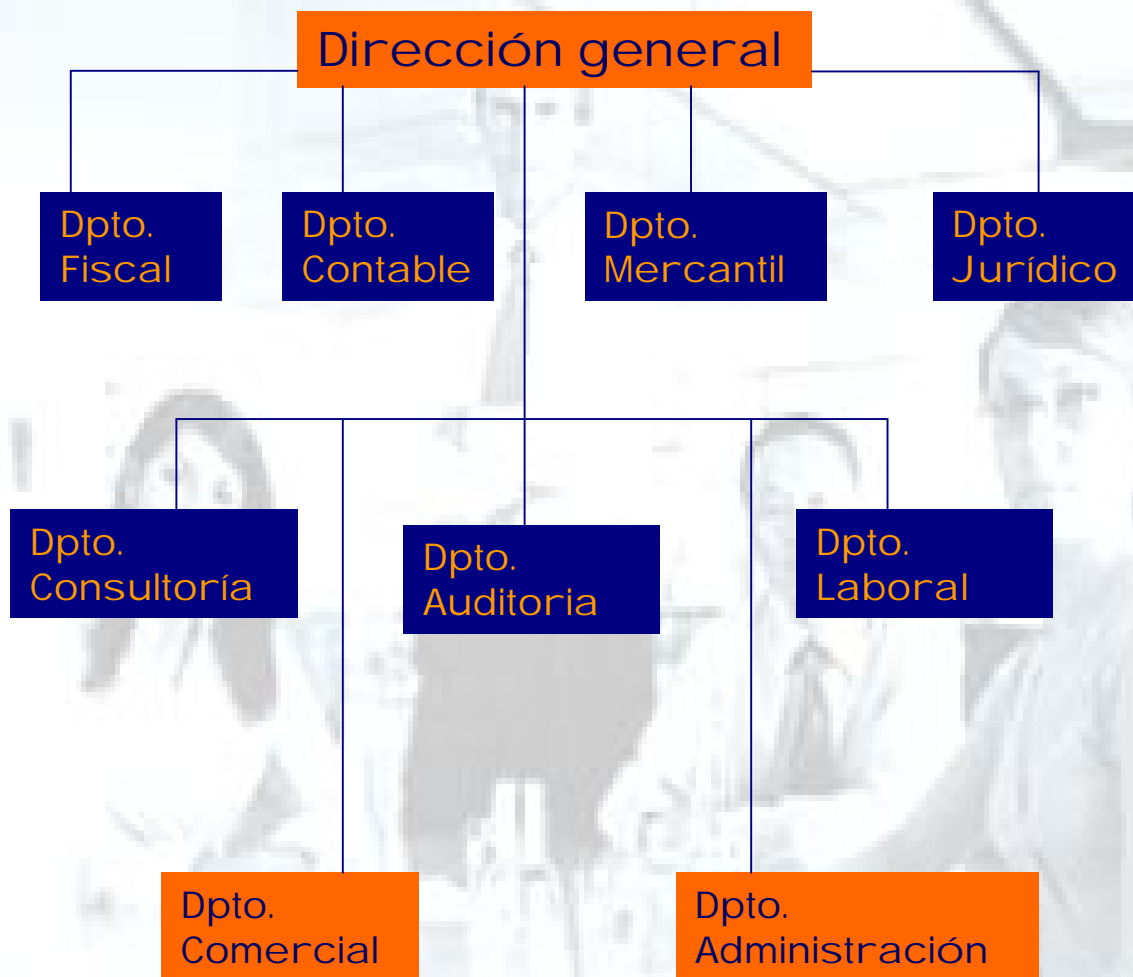 Dirección general
Dpto.
Fiscal
Dpto.
Contable
Dpto.
Mercantil
Dpto.
Jurídico
Dpto.
Consultoría
Dpto.
Auditoria
Dpto.
Laboral
Dpto.
Comercial
Dpto.
Administración